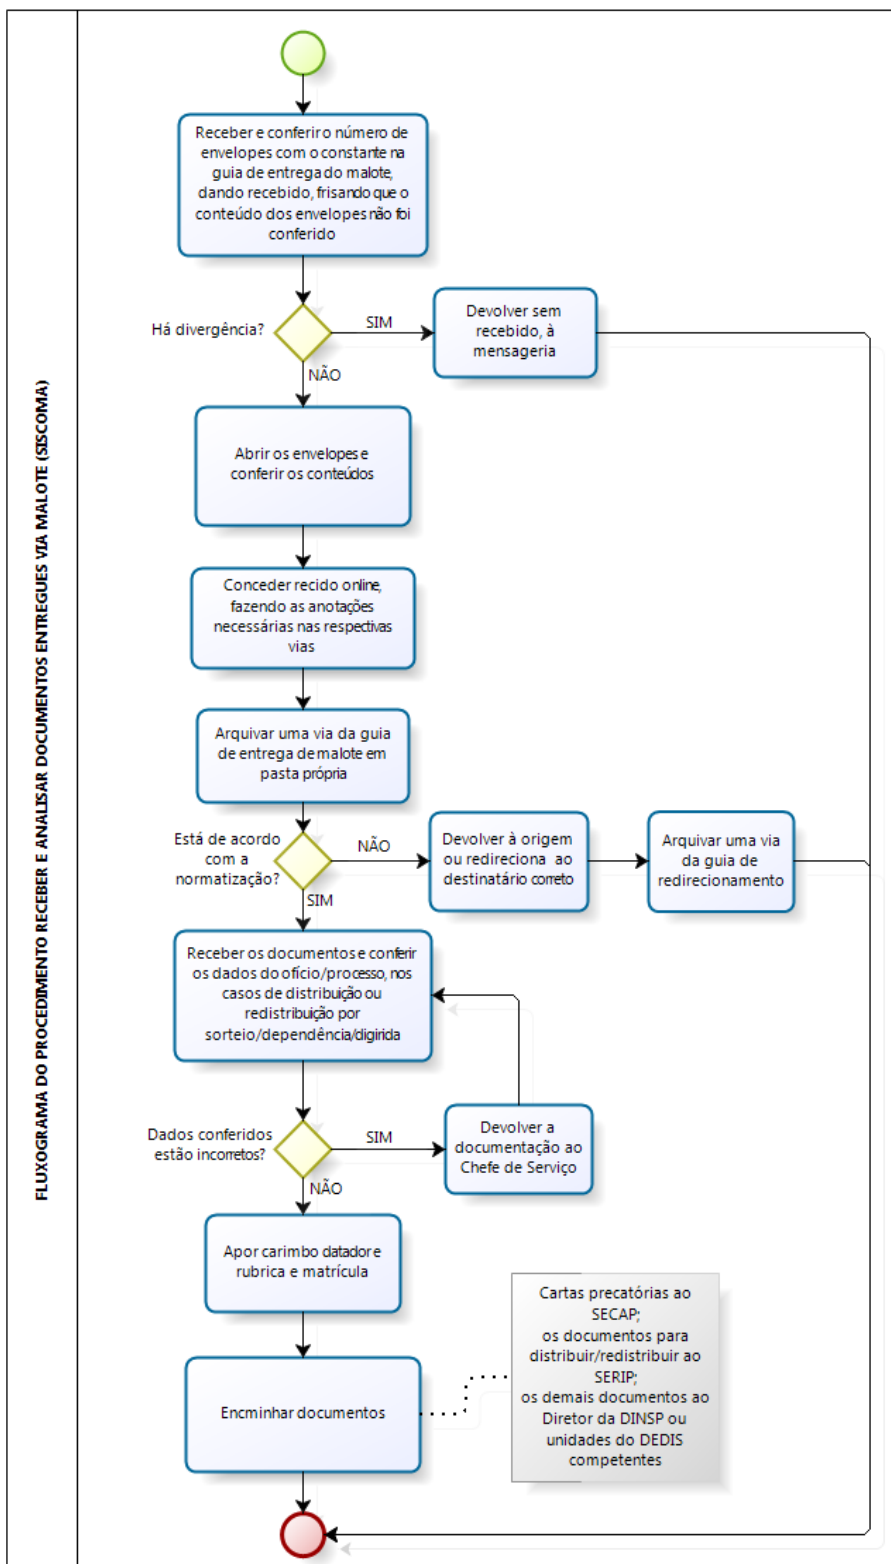 FLUXOGRAMA DO PROCEDIMENTO RECEBER E ANALISAR DOCUMENTOS ENTREGUES VIA MALOTE (SISCOMA)
Receber e conferir o número de
envelopes com o constante na
guia de entrega do malote,
dando recebido, frisando que o
conteúdo dos envelopes não foi
conferido
Há divergência?
SIM
Devolver sem
recebido, à
mensageria
NÃO
Abrir os envelopes e
conferir os conteúdos
Conceder recido online,
fazendo as anotações
necessárias nas respectivas
vias
Arquivar uma via da guia
de entrega de malote em
pasta própria
Está de acordo
com a
normatização?
NÃO
Devolver à origem
ou redireciona ao
destinatário correto
Arquivar uma via
da guia de
redirecionamento
SIM
Receber os documentos e conferir
os dados do ofício/processo, nos
casos de distribuição ou
redistribuição por
sorteio/dependência/digirida
Dados conferidos
estão incorretos?
SIM
Devolver a
documentação ao
Chefe de Serviço
NÃO
Apor carimbo datador e
rubrica e matrícula
Encminhar documentos
Cartas precatórias ao
SECAP;
os documentos para
distribuir/redistribuir ao
SERIP;
os demais documentos ao
Diretor da DINSP ou
unidades do DEDIS
competentes